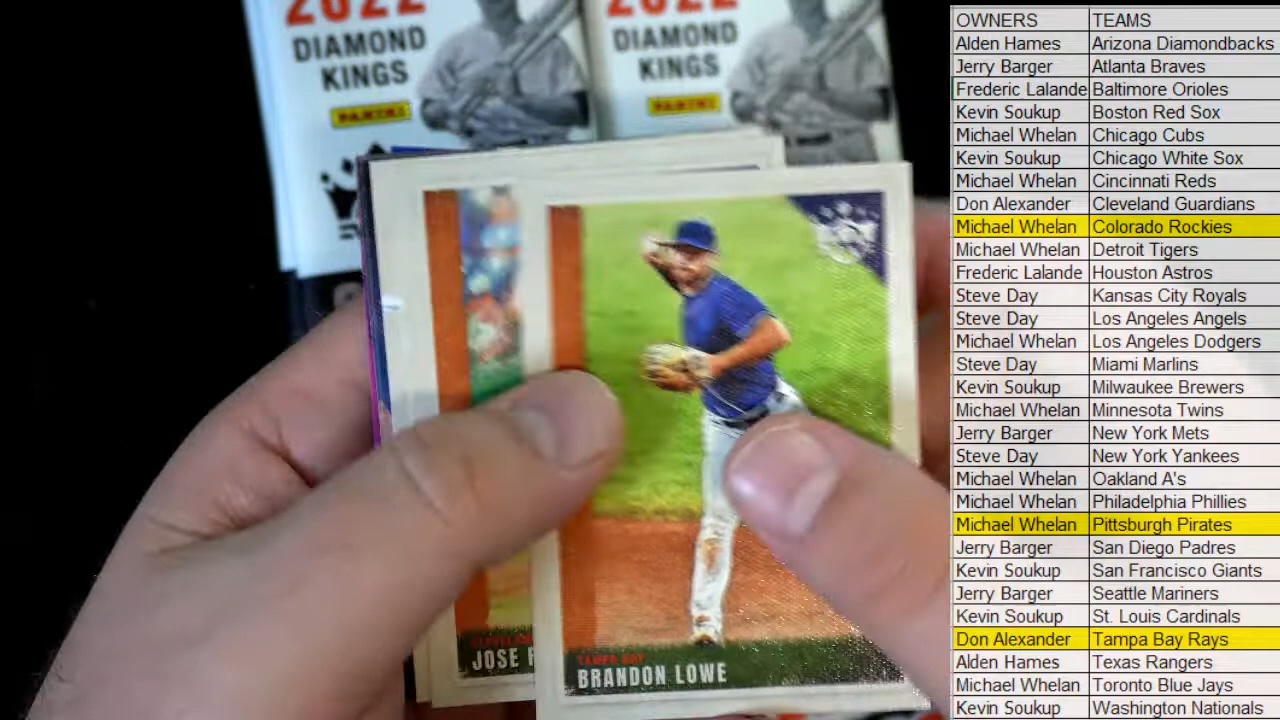 2022
DIAMOND
KINGS
PANINI
2022
DIAMOND
KINGS
PANINI
JOSE
TAMPA BAY
BRANDON LOWE
OWNERS TEAMS
Alden Hames Arizona Diamondbacks
Jerry Barger Atlanta Braves
Frederic Lalande Baltimore Orioles
Kevin Soukup Boston Red Sox
Michael Whelan Chicago Cubs
Kevin Soukup Chicago White Sox
Michael Whelan Cincinnati Reds
Don Alexander Cleveland Guardians
Michael Whelan Colorado Rockies
Michael Whelan Detroit Tigers
Frederic Lalande Houston Astros
Steve Day Kansas City Royals
Steve Day Los Angeles Angels
Michael Whelan Los Angeles Dodgers
Steve Day Miami Marlins
Kevin Soukup Milwaukee Brewers
Michael Whelan Minnesota Twins
Jerry Barger New York Mets
Steve Day New York Yankees
Michael Whelan Oakland A's
Michael Whelan Philadelphia Phillies
Michael Whelan Pittsburgh Pirates
Jerry Barger San Diego Padres
Kevin Soukup San Francisco Giants
Jerry Barger Seattle Mariners
Kevin Soukup St. Louis Cardinals
Don Alexander Tampa Bay Rays
Alden Hames Texas Rangers
Michael Whelan Toronto Blue Jays
Kevin Soukup Washington Nationals